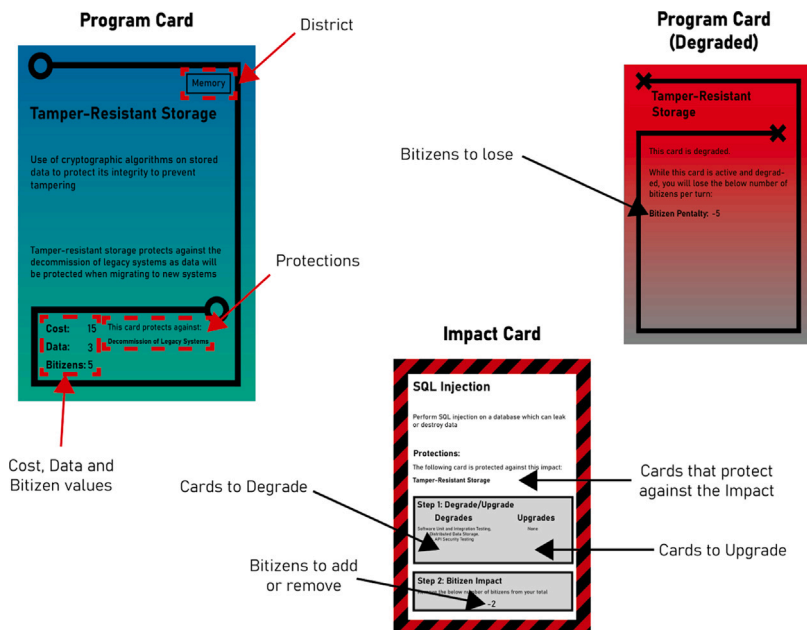 Program Card
District
Memory
Tamper-Resistant Storage
Use of cryptographic algorithms on stored
data to protect its integrity to prevent
tampering
Tamper-resistant storage protects against the
decommission of legacy systems as data will
be protected when migrating to new systems
Cost: 15
Data: 3
Bitizens: 5
This card protects against:
Decommission of Legacy Systems
Protections
Cost, Data and
Bitizen values
Program Card
(Degraded)
Tamper-Resistant
Storage
This card is degraded.
While this card is active and degrad-
ed, you will lose the below number of
bitizens per turn:
Bitizen Pentalty: -5
Bitizens to lose
Impact Card
SQL Injection
Perform SQL injection on a database which can leak
or destroy data
Protections:
The following card is protected against this impact:
Tamper-Resistant Storage
Cards that protect
against the Impact
Cards to Degrade
Step 1: Degrade/Upgrade
Degrades Upgrades
Software Unit and Integration Testing, None
Distributed Data Storage,
API Security Testing
Cards to Upgrade
Bitizens to add
or remove
Step 2: Bitizen Impact
Remove the below number of bitizens from your total
-2